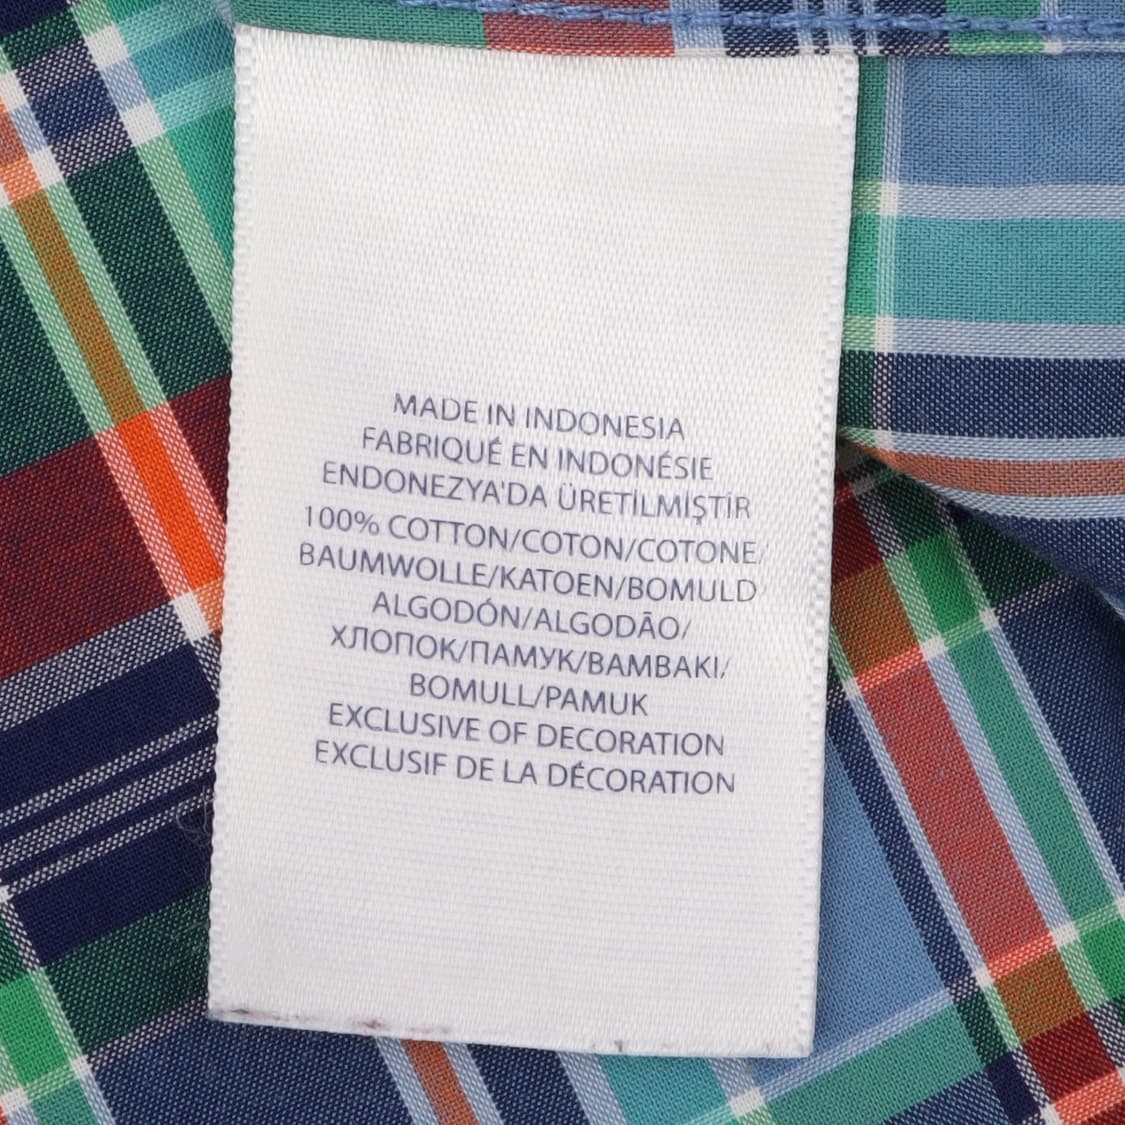 MADE IN INDONESIA
FABRIQUÉ EN INDONÉSIE
ENDONEZYA'DA ÜRETİLMİŞTİR
100% COTTON/COTON/COTONE/
BAUMWOLLE/KATOEN/BOMULD
ALGODÓN/ALGODÃO/
ХЛОПОК/ПАМУК/BAMBAKI/
BOMULL/PAMUK
EXCLUSIVE OF DECORATION
EXCLUSIF DE LA DÉCORATION